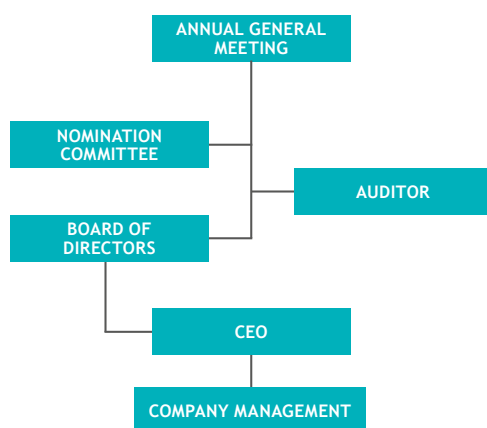 ANNUAL GENERAL
MEETING
NOMINATION
COMMITTEE
AUDITOR
BOARD OF
DIRECTORS
CEO
COMPANY MANAGEMENT